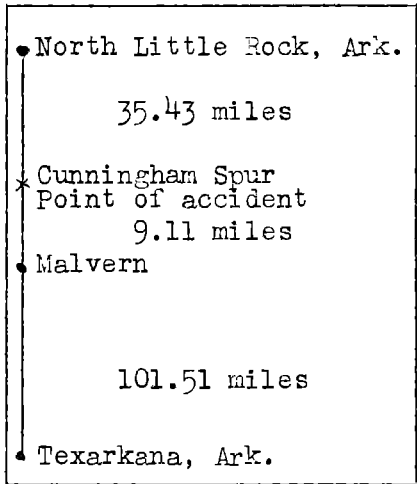 North Little Rock, Ark.
35.43 miles
Cunningham Spur
Point of accident
9.11 miles
Malvern
101.51 miles
Texarkana, Ark.